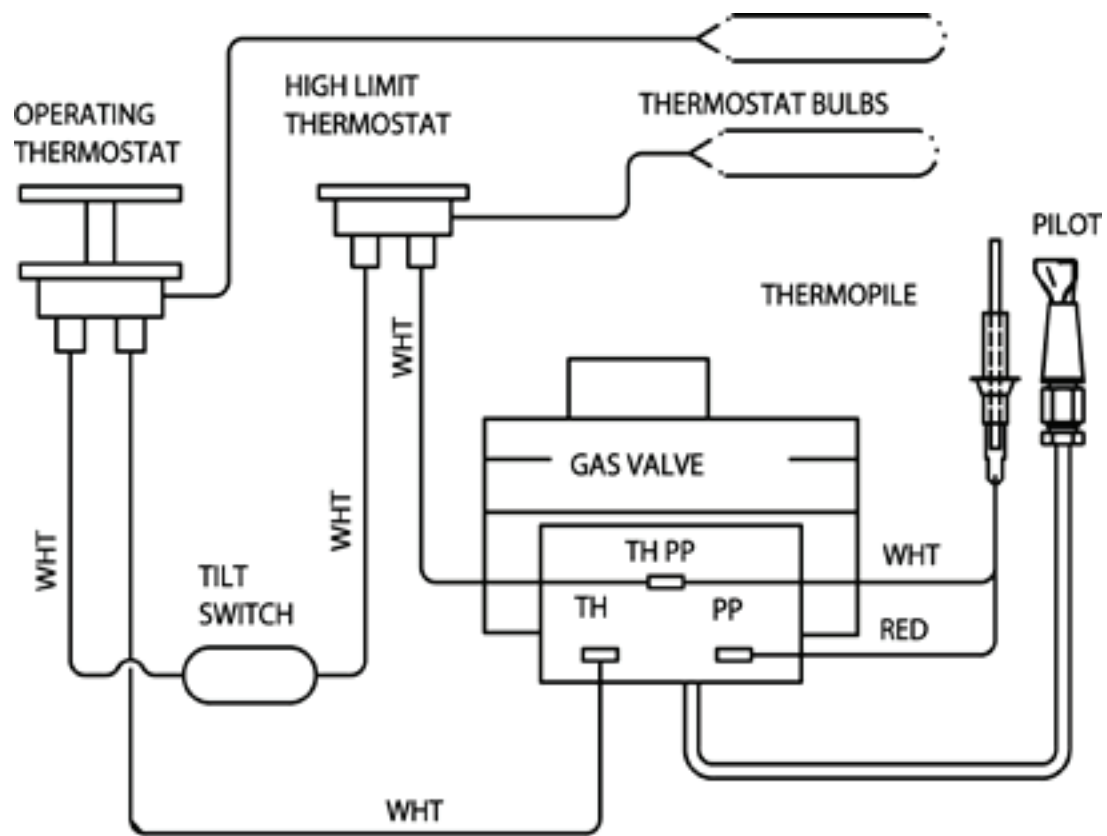 OPERATING
THERMOSTAT
HIGH LIMIT
THERMOSTAT
THERMOSTAT BULBS
PILOT
THERMOPILE
WHT
GAS VALVE
WHT
WHT
TH PP
WHT
TILT
SWITCH
TH
PP
RED
WHT